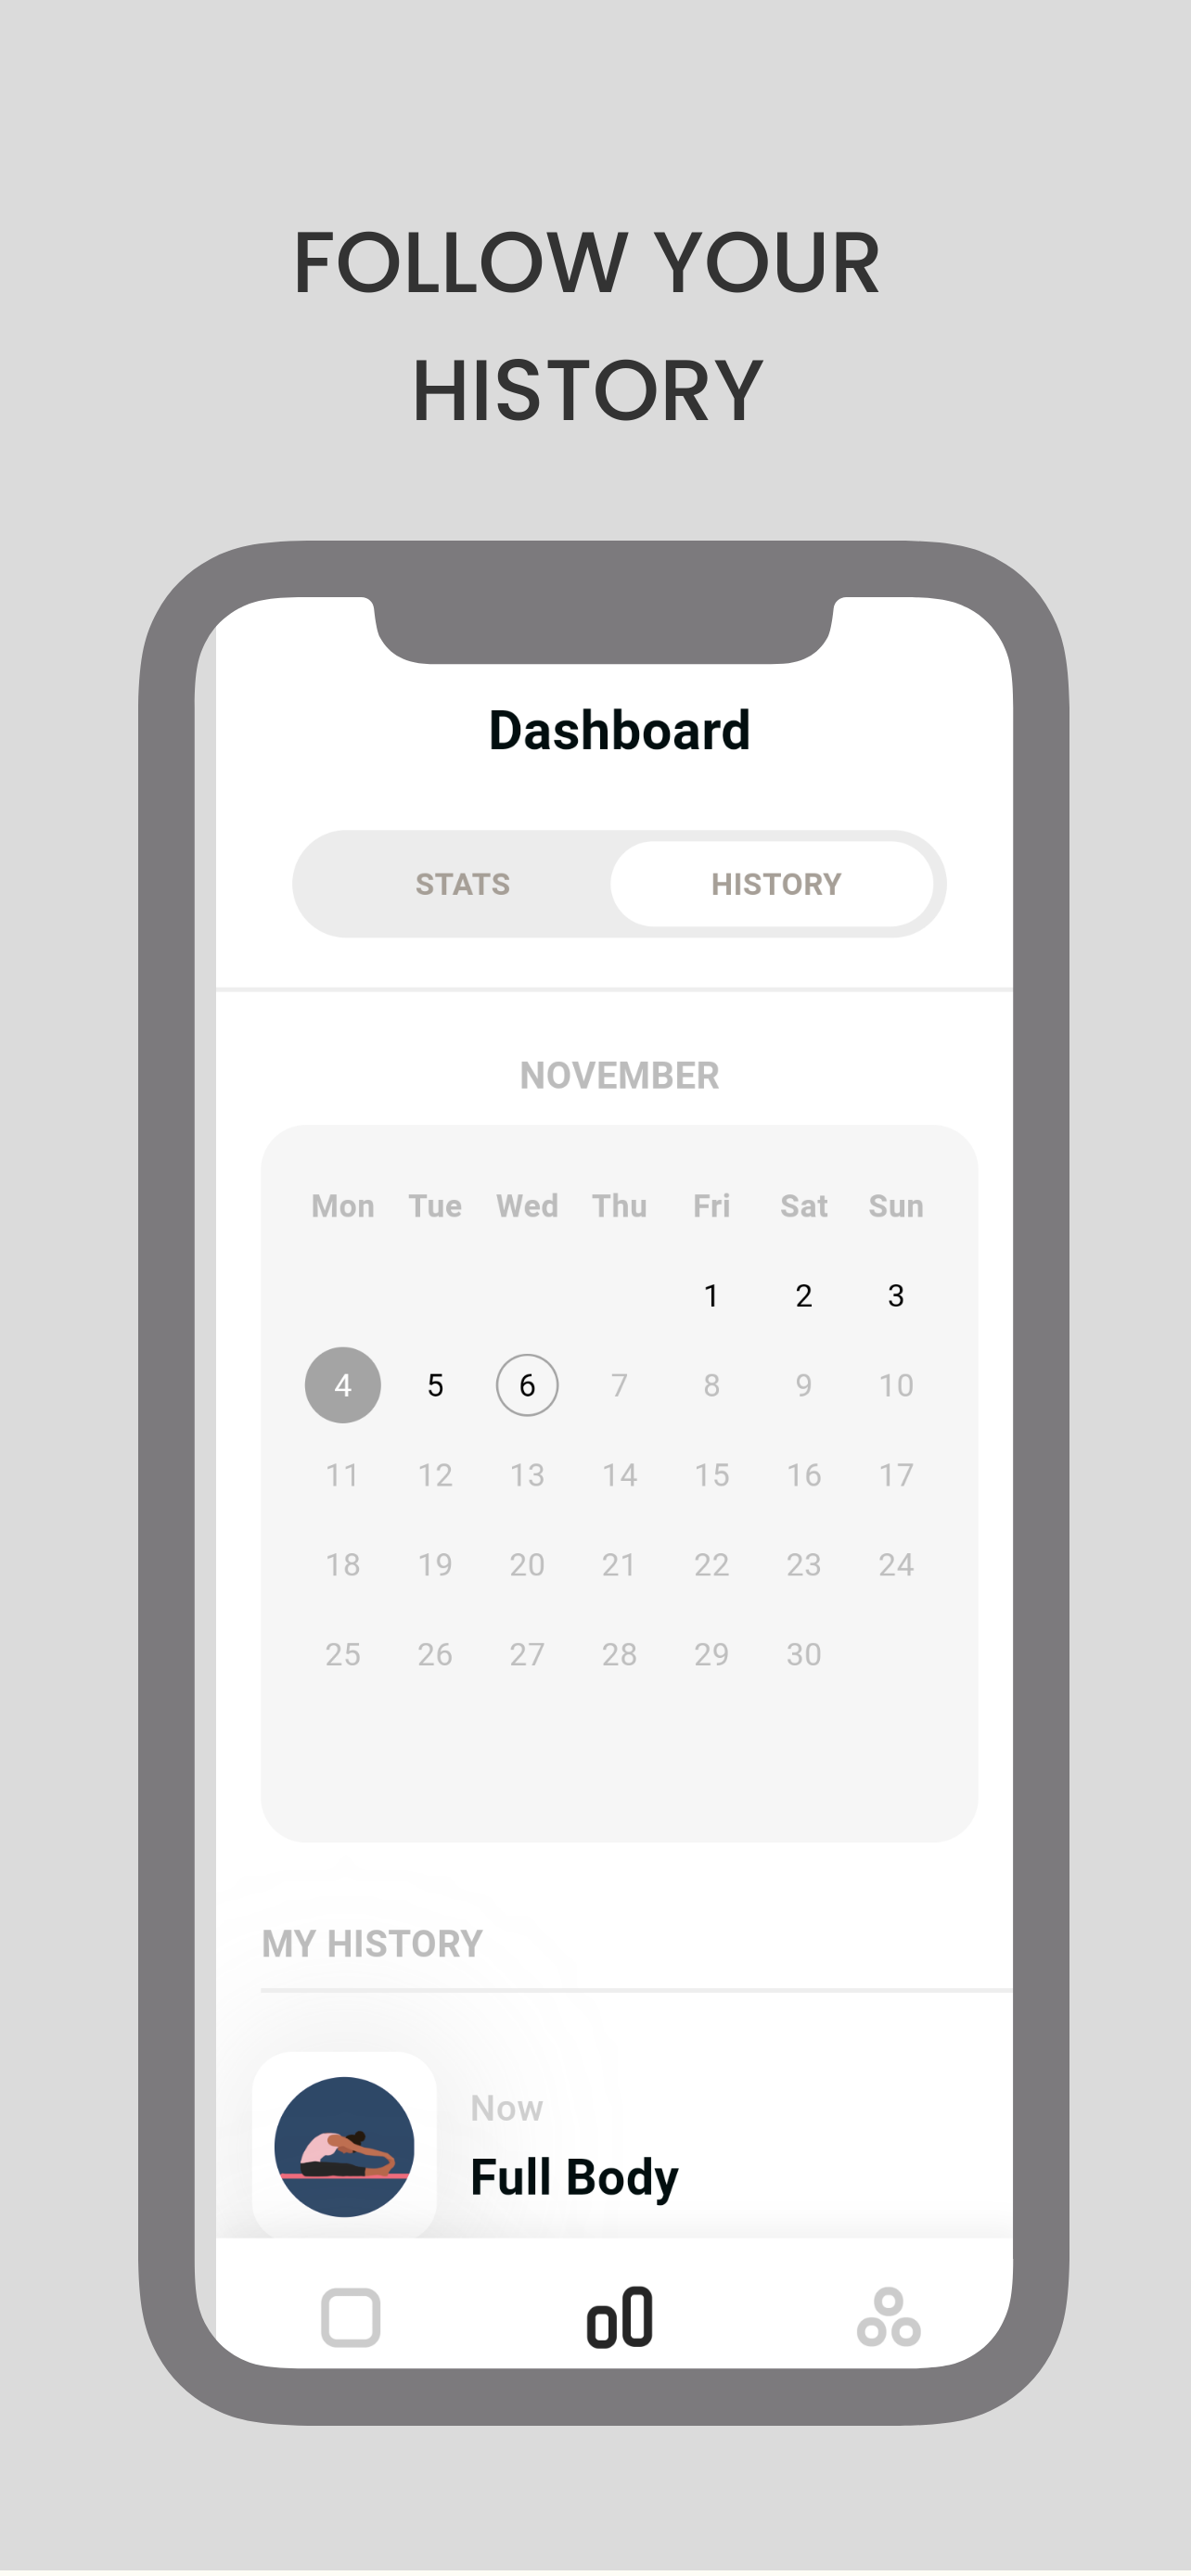 FOLLOW YOUR
HISTORY
Dashboard
STATS HISTORY
NOVEMBER
Mon Tue Wed Thu Fri Sat Sun
1 2 3
4 5 6 7 8 9 10
11 12 13 14 15 16 17
18 19 20 21 22 23 24
25 26 27 28 29 30
MY HISTORY
Now
Full Body